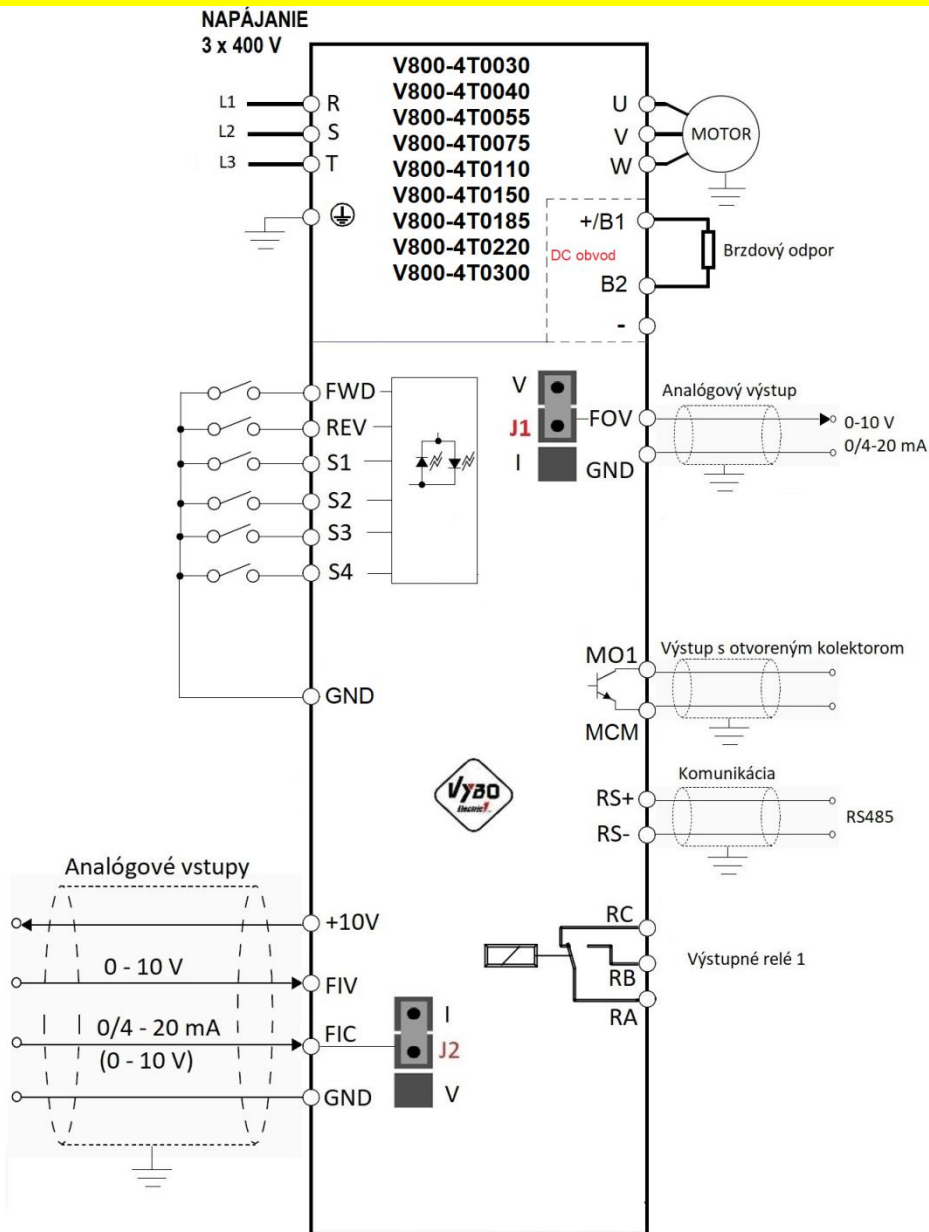 NAPÁJANIE
3 x 400 V
V800-4T0030
V800-4T0040
V800-4T0055
V800-4T0075
V800-4T0110
V800-4T0150
V800-4T0185
V800-4T0220
V800-4T0300
L1 R
L2 S
L3 T
U
V
W
MOTOR
+/B1
DC obvod
B2
-
Brzdový odpor
FWD
REV
S1
S2
S3
S4
GND
V
J1
I
FOV
GND
Analógový výstup
0-10 V
0/4-20 mA
MO1
MCM
Výstup s otvoreným kolektorom
Komunikácia
RS+
RS-
RS485
VYBO
Electric
Analógové vstupy
+10V
0 - 10 V
FIV
0/4 - 20 mA
(0 - 10 V)
FIC
GND
I
J2
V
RC
RB
RA
Výstupné relé 1